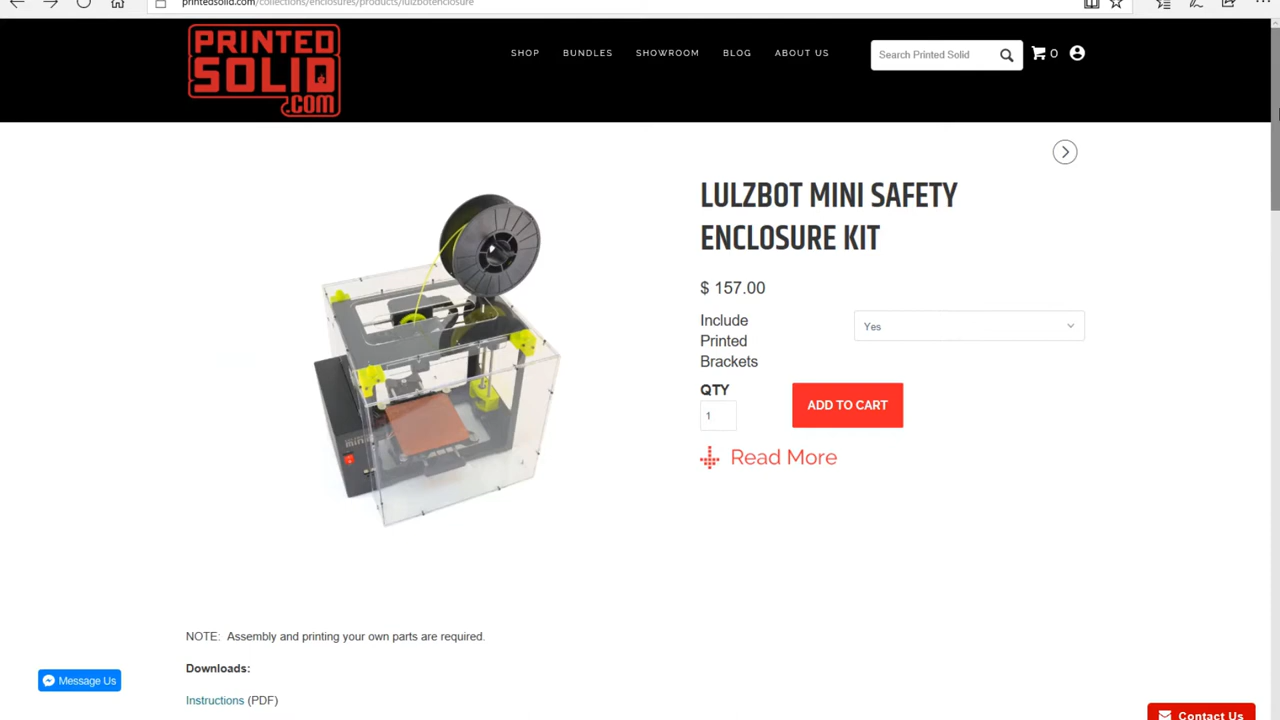 printedsolid.com/collections/enclosures/products/lulzbotenclosure
PRINTED
SOLID
.COM
SHOP
BUNDLES
SHOWROOM
BLOG
ABOUT US
Search Printed Solid
0
LULZBOT MINI SAFETY
ENCLOSURE KIT
$ 157.00
Include
Printed
Brackets
Yes
QTY
1
ADD TO CART
Read More
NOTE: Assembly and printing your own parts are required.
Downloads:
Message Us
Instructions (PDF)
Contact Us